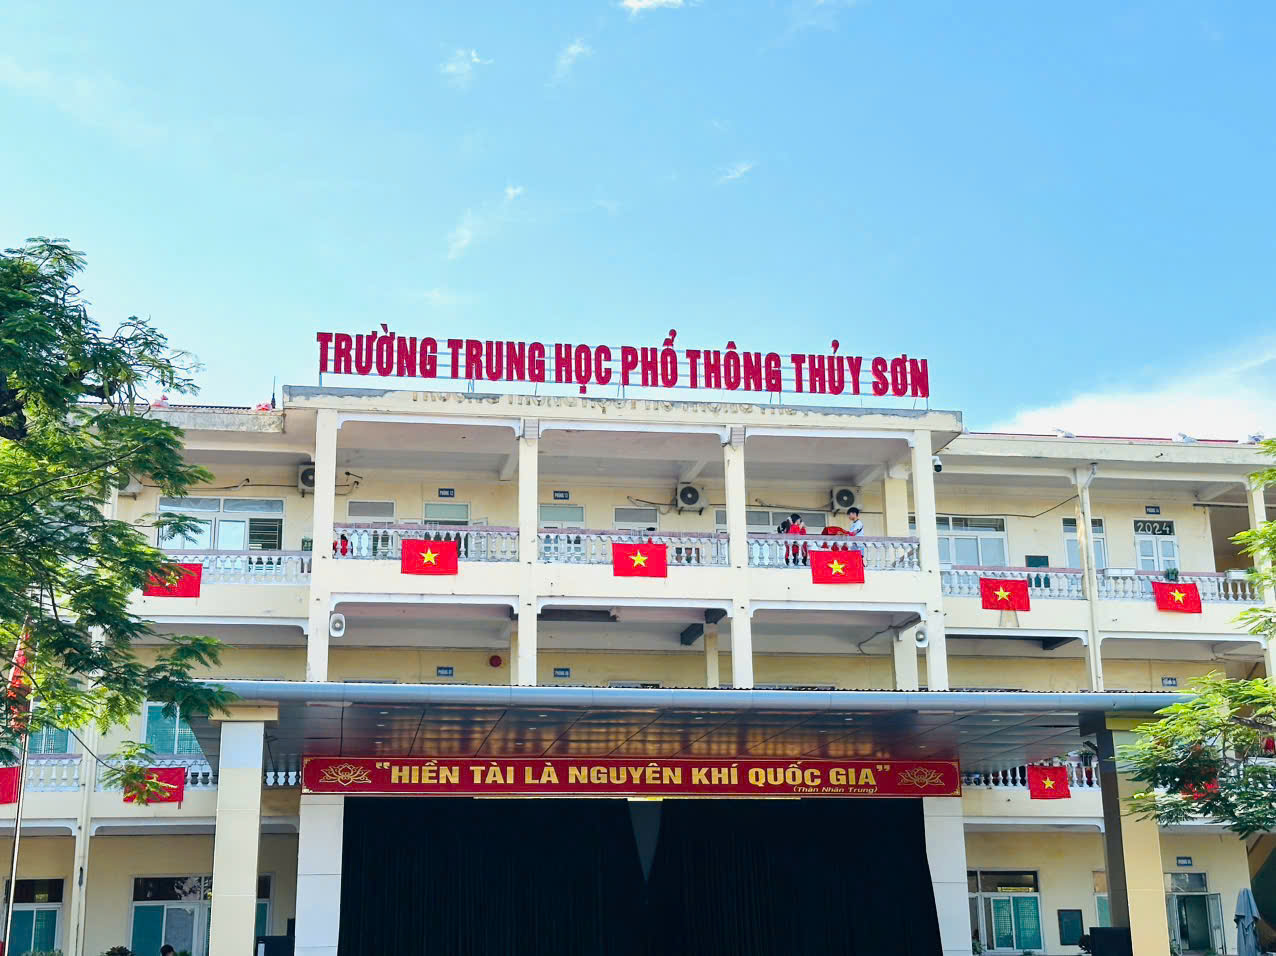 TRƯỜNG TRUNG HỌC PHỔ THÔNG THỦY SƠN
2024
"HIỀN TÀI LÀ NGUYÊN KHÍ QUỐC GIA"
(Thân Nhân Trung)